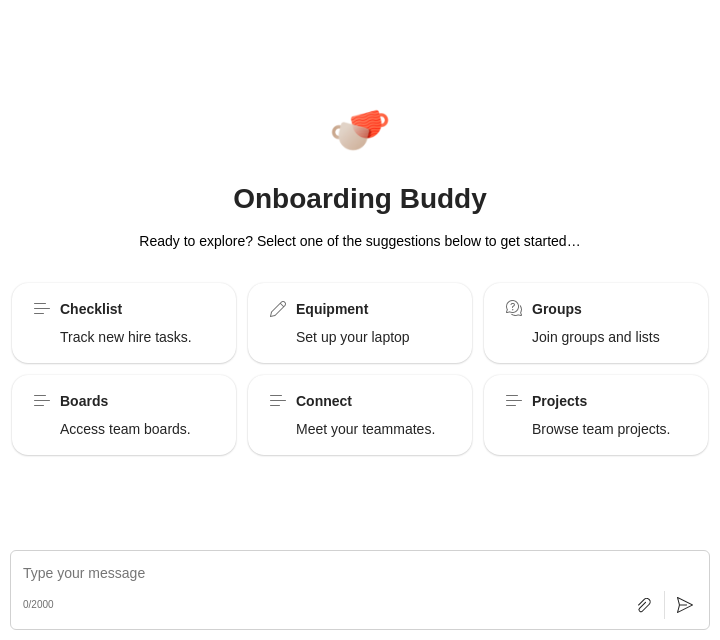 Onboarding Buddy
Ready to explore? Select one of the suggestions below to get started…
Checklist
Track new hire tasks.
Equipment
Set up your laptop
Groups
Join groups and lists
Boards
Access team boards.
Connect
Meet your teammates.
Projects
Browse team projects.
Type your message
0/2000